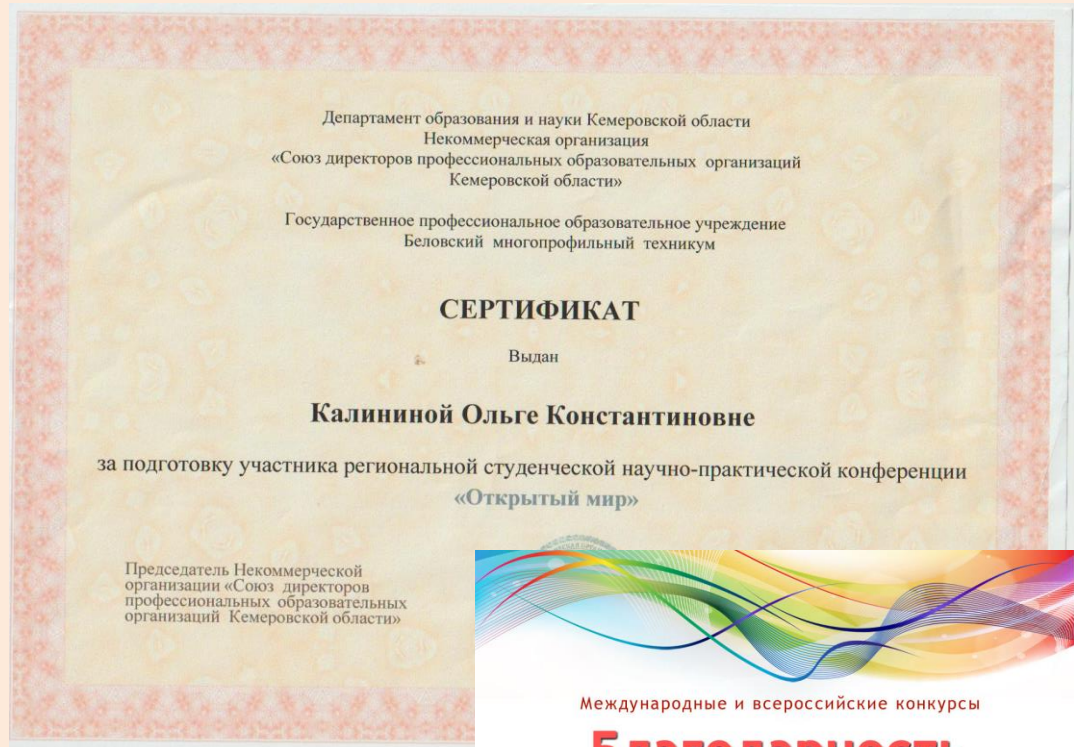 Департамент образования и науки Кемеровской области
Некоммерческая организация
«Союз директоров профессиональных образовательных организаций
Кемеровской области»
Государственное профессиональное образовательное учреждение
Беловский многопрофильный техникум
СЕРТИФИКАТ
Выдан
Калининой Ольге Константиновне
за подготовку участника региональной студенческой научно-практической конференции
«Открытый мир»
Председатель Некоммерческой
организации «Союз директоров
профессиональных образовательных
организаций Кемеровской области»
Международные и всероссийские конкурсы
Благодарность